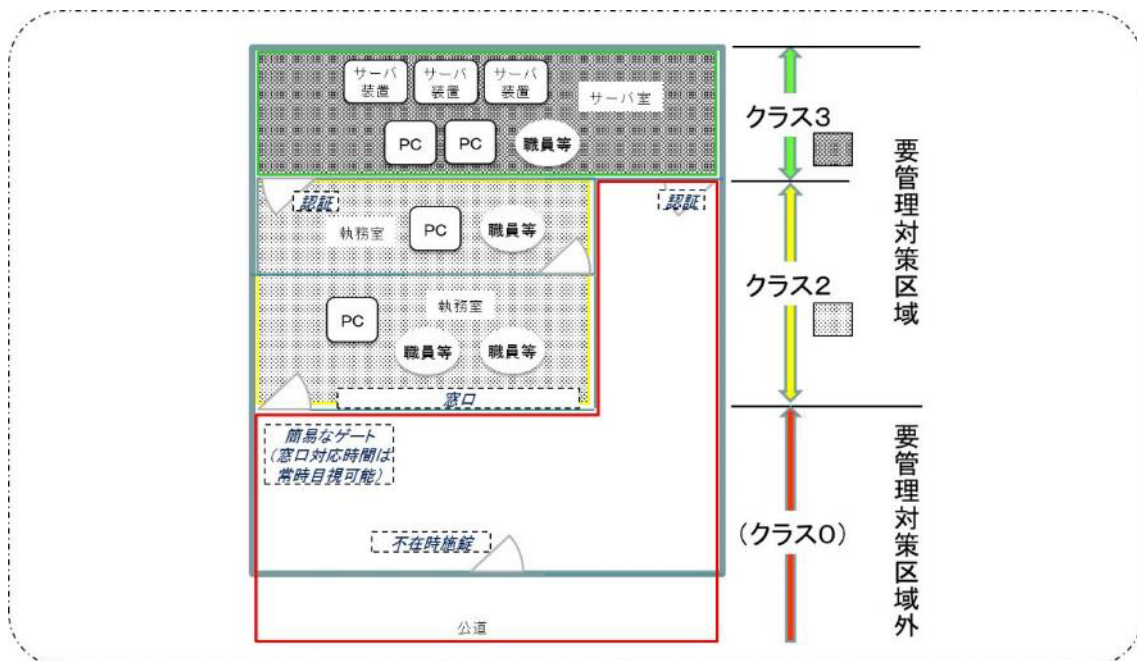 サーバ
装置
サーバ
装置
サーバ
装置
サーバ室
PC
PC
職員等
認証
認証
執務室
PC
職員等
執務室
PC
職員等
職員等
窓口
簡易なゲート
（窓口対応時間は
常時目視可能）
不在時施錠
公道
クラス3
クラス2
（クラス0）
要管理対策区域
要管理対策区域外